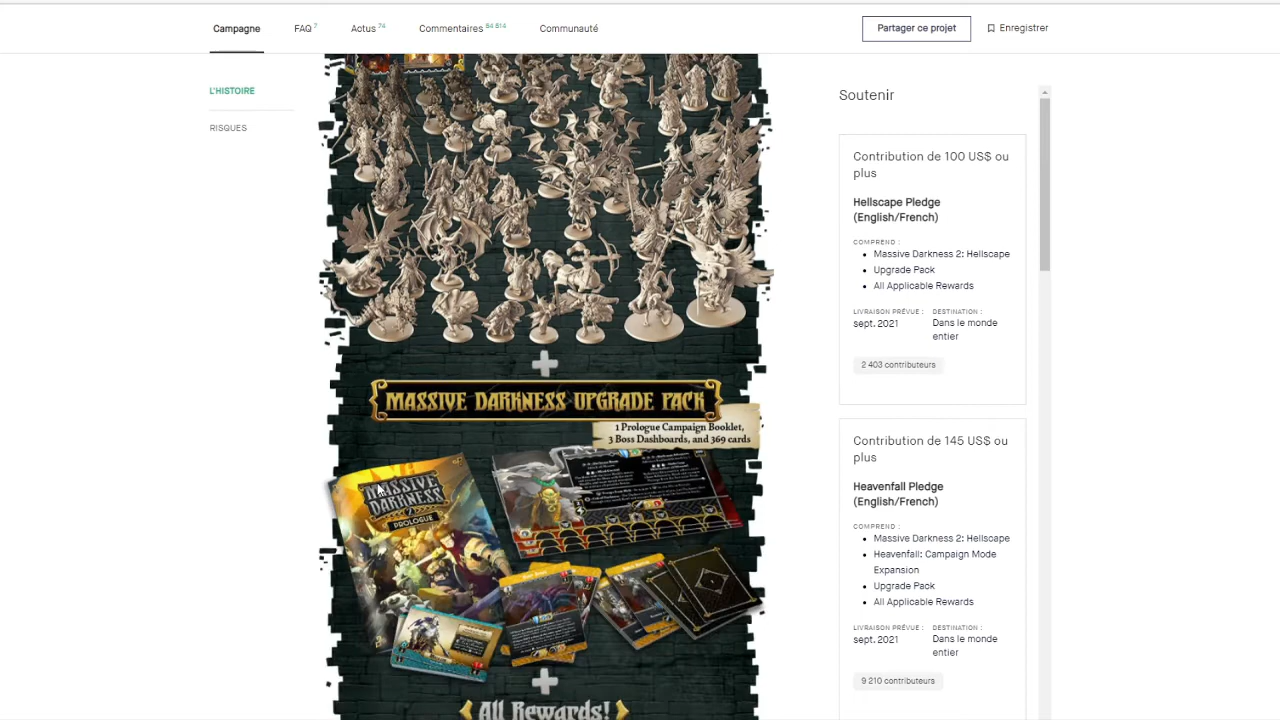 Campagne
FAQ 7
Actus 74
Commentaires 84 814
Communauté
Partager ce projet
Enregistrer
L'HISTOIRE
RISQUES
MASSIVE DARKNESS UPGRADE PACK
1 Prologue Campaign Booklet,
3 Boss Dashboards, and 369 cards
MASSIVE
DARKNESS
PROLOGUE
All Rewards!
Soutenir
Contribution de 100 US$ ou
plus
Hellscape Pledge
(English/French)
COMPREND :
Massive Darkness 2: Hellscape
Upgrade Pack
All Applicable Rewards
LIVRAISON PRÉVUE :
sept. 2021
DESTINATION :
Dans le monde
entier
2 403 contributeurs
Contribution de 145 US$ ou
plus
Heavenfall Pledge
(English/French)
COMPREND :
Massive Darkness 2: Hellscape
Heavenfall: Campaign Mode
Expansion
Upgrade Pack
All Applicable Rewards
LIVRAISON PRÉVUE :
sept. 2021
DESTINATION :
Dans le monde
entier
9 210 contributeurs